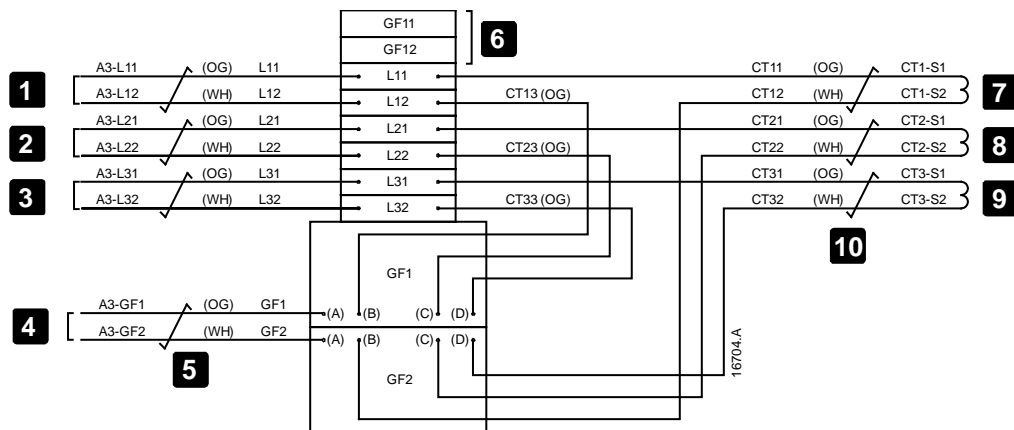 GF11
6
GF12
1 A3-L11 (OG) L11 L11 CT11 (OG) CT1-S1 7
A3-L12 (WH) L12 L12 CT13 (OG) CT12 (WH) CT1-S2
2 A3-L21 (OG) L21 L21 CT21 (OG) CT2-S1 8
A3-L22 (WH) L22 L22 CT23 (OG) CT22 (WH) CT2-S2
3 A3-L31 (OG) L31 L31 CT31 (OG) CT3-S1 9
A3-L32 (WH) L32 L32 CT33 (OG) CT32 (WH) CT3-S2
10
GF1
4 A3-GF1 (OG) GF1 (A) (B) (C) (D)
A3-GF2 (WH) GF2 (A) (B) (C) (D)
5
GF2
16704.A